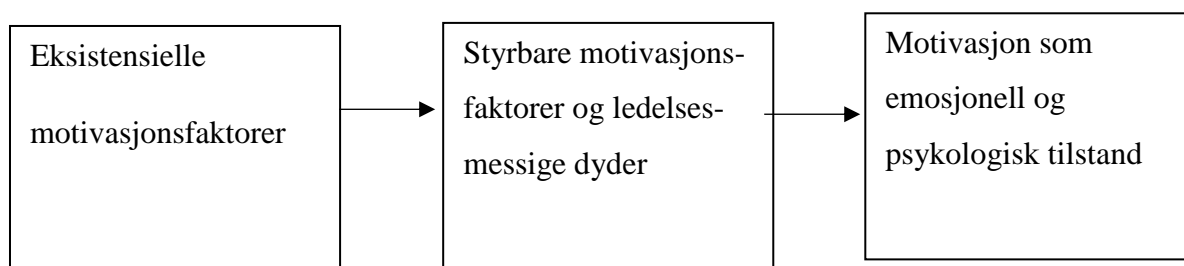 Eksistensielle
motivasjonsfaktorer
Styrbare motivasjons-
faktorer og ledelses-
messige dyder
Motivasjon som
emosjonell og
psykologisk tilstand